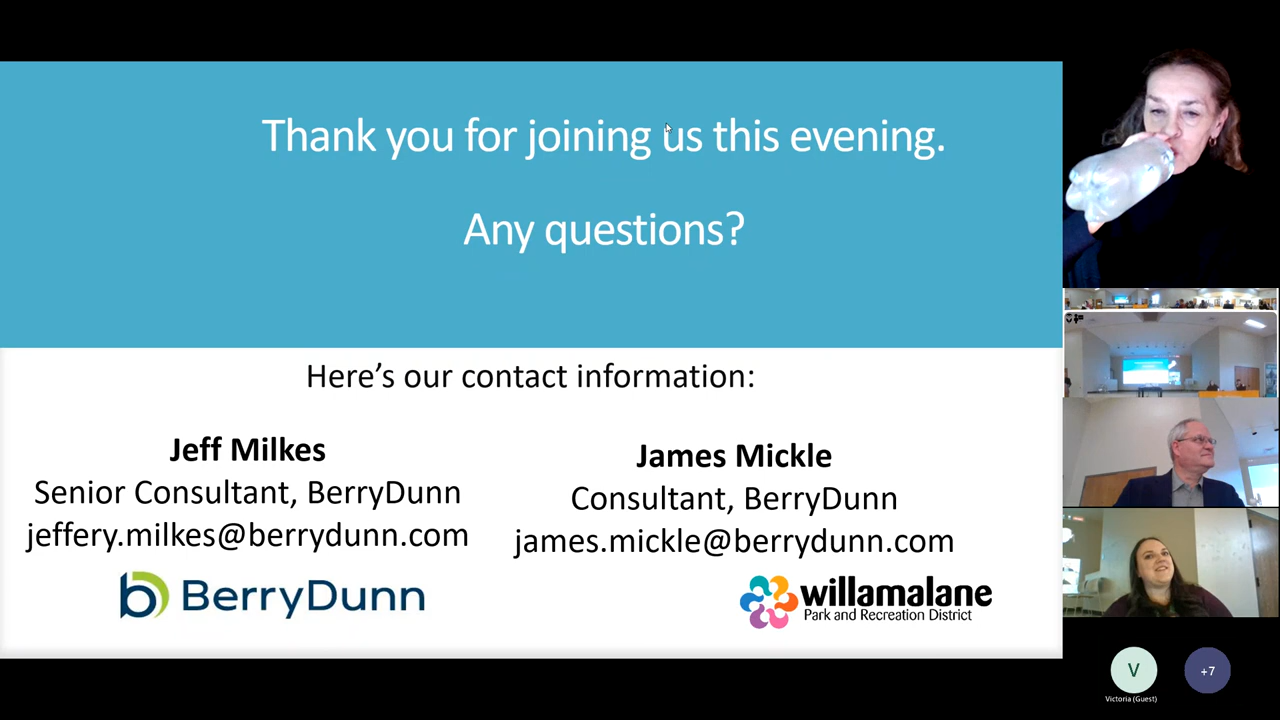 Thank you for joining us this evening.
Any questions?
Here's our contact information:
Jeff Milkes
Senior Consultant, BerryDunn
jeffery.milkes@berrydunn.com
James Mickle
Consultant, BerryDunn
james.mickle@berrydunn.com
BerryDunn
willamalane
Park and Recreation District
V
+7
Victoria (Guest)